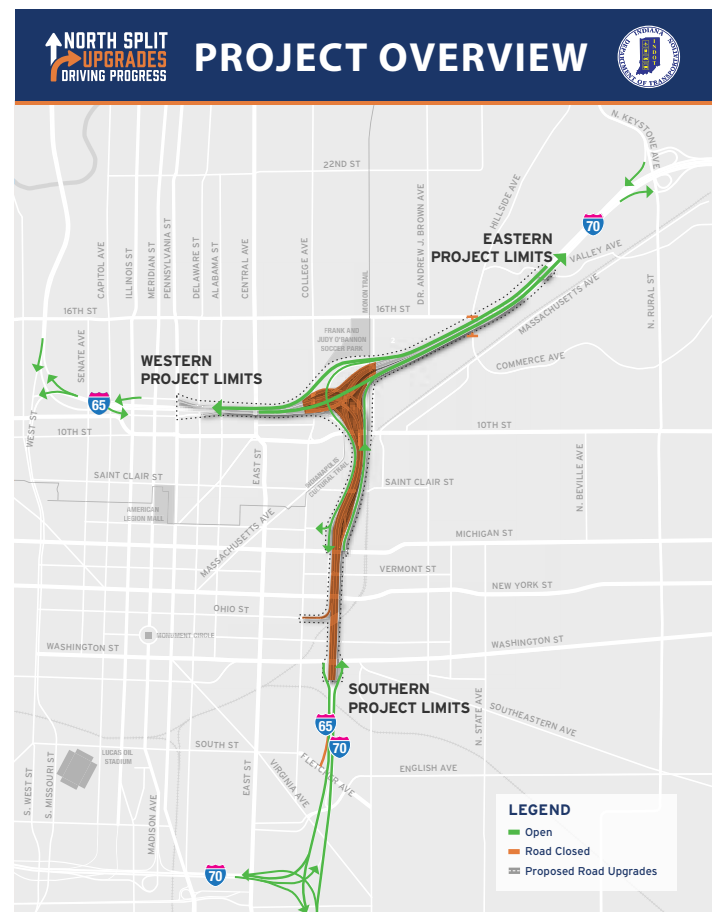 NORTH SPLIT
UPGRADES
DRIVING PROGRESS
PROJECT OVERVIEW
INDIANA
DEPARTMENT OF TRANSPORTATION
INDOT
N. KEYSTONE AVE
22ND ST
HILLSIDE AVE
70
CAPITOL AVE
ILLINOIS ST
MERIDIAN ST
PENNSYLVANIA ST
DELAWARE ST
ALABAMA ST
CENTRAL AVE
COLLEGE AVE
MONON TRAIL
DR. ANDREW J. BROWN AVE
EASTERN
PROJECT LIMITS
VALLEY AVE
MASSACHUSETTS AVE
N. RURAL ST
16TH ST
16TH ST
FRANK AND
JUDY O'BANNON
SOCCER PARK
SENATE AVE
WESTERN
PROJECT LIMITS
COMMERCE AVE
65
WEST ST
10TH ST
10TH ST
EAST ST
INDIANAPOLIS
CULTURAL TRAIL
SAINT CLAIR ST
SAINT CLAIR ST
N. BEVILLE AVE
AMERICAN
LEGION MALL
MASSACHUSETTS AVE
MICHIGAN ST
VERMONT ST
NEW YORK ST
OHIO ST
MONUMENT CIRCLE
WASHINGTON ST
WASHINGTON ST
SOUTHERN
PROJECT LIMITS
N. STATE AVE
SOUTHEASTERN AVE
65
70
SOUTH ST
LUCAS OIL
STADIUM
FLETCHER AVE
VIRGINIA AVE
ENGLISH AVE
S. WEST ST
S. MISSOURI ST
MADISON AVE
EAST ST
70
LEGEND
Open
Road Closed
Proposed Road Upgrades